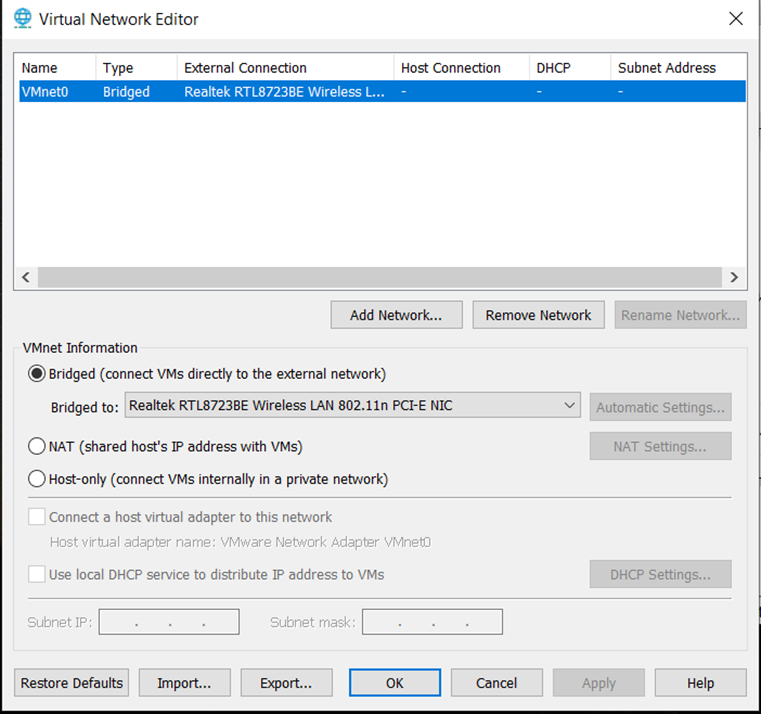 Virtual Network Editor
Name Type External Connection Host Connection DHCP Subnet Address
VMnet0 Bridged Realtek RTL8723BE Wireless L... - - -
Add Network... Remove Network Rename Network...
VMnet Information
Bridged (connect VMs directly to the external network)
Bridged to: Realtek RTL8723BE Wireless LAN 802.11n PCI-E NIC Automatic Settings...
NAT (shared host's IP address with VMs) NAT Settings...
Host-only (connect VMs internally in a private network)
Connect a host virtual adapter to this network
Host virtual adapter name: VMware Network Adapter VMnet0
Use local DHCP service to distribute IP address to VMs DHCP Settings...
Subnet IP: . . . Subnet mask: . . .
Restore Defaults Import... Export... OK Cancel Apply Help